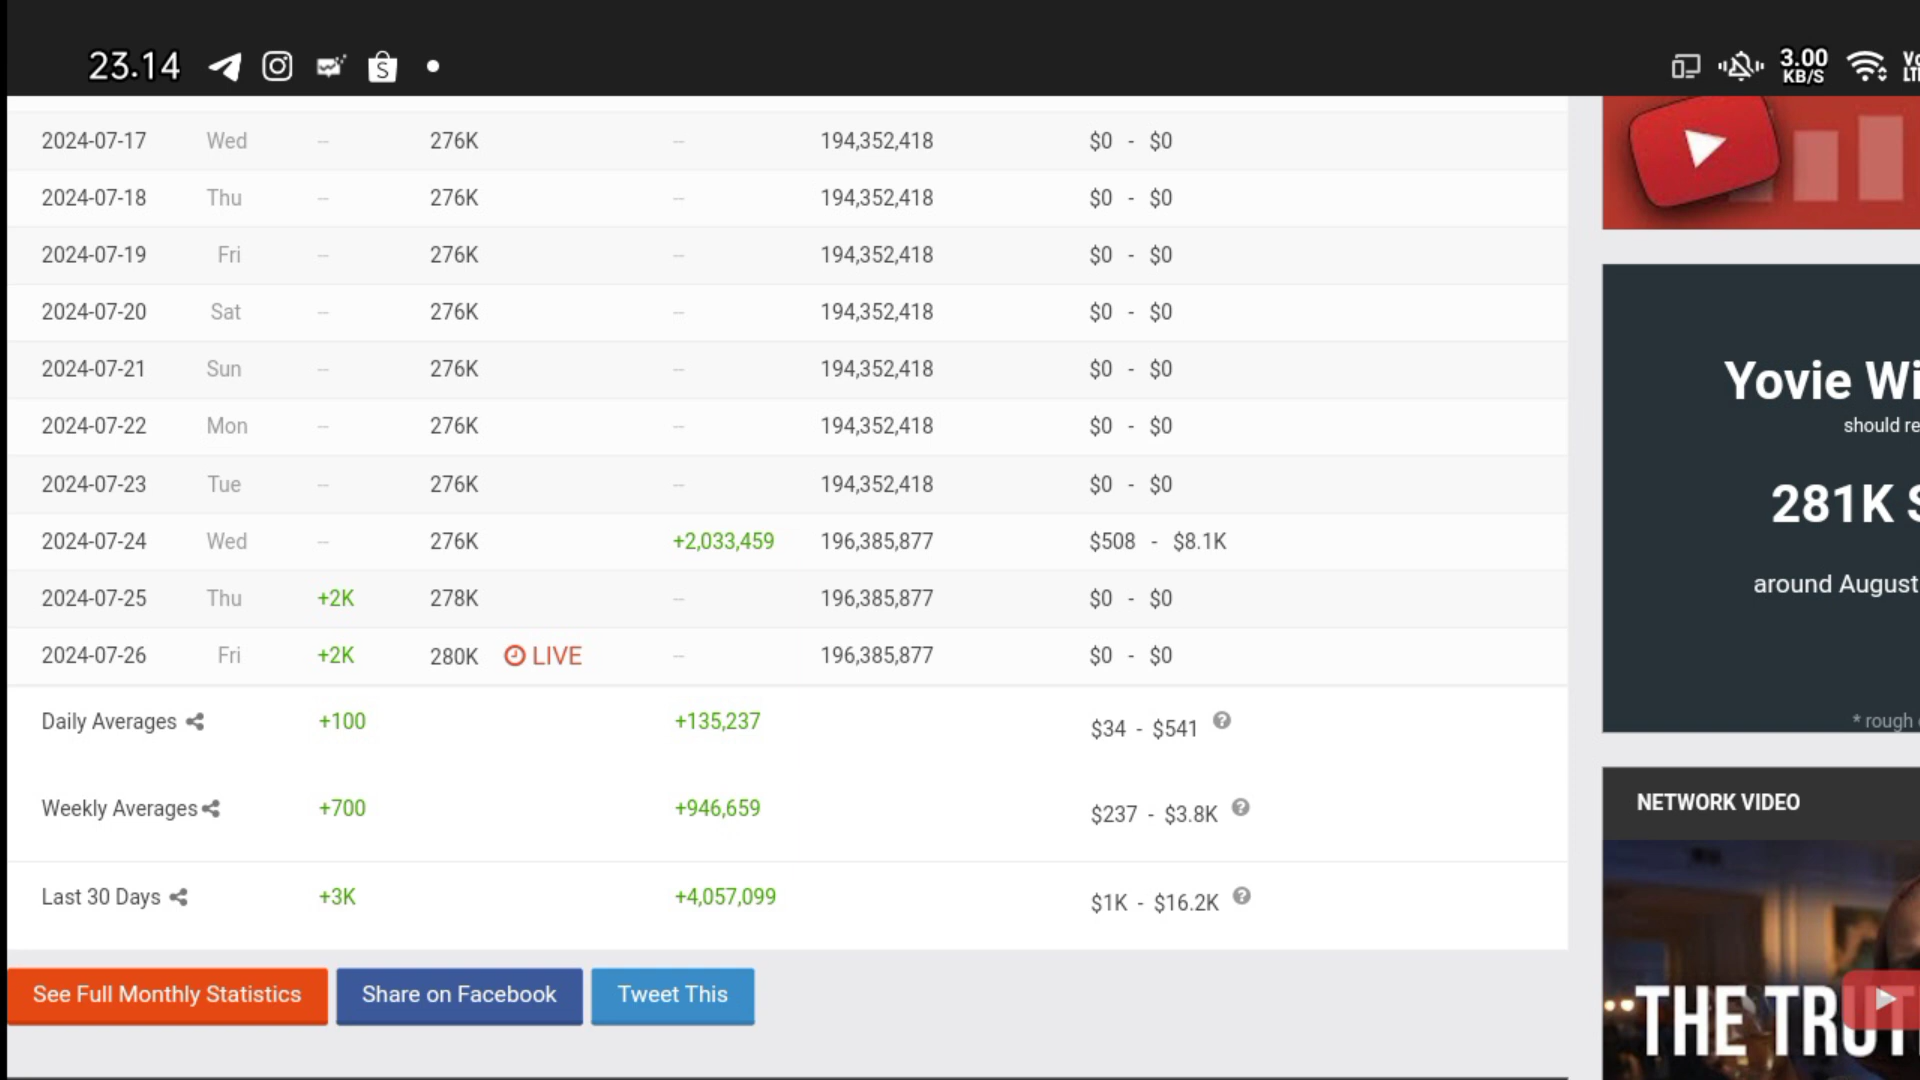 23.14
3.00
KB/S
2024-07-17 Wed -- 276K -- 194,352,418 $0 - $0
2024-07-18 Thu -- 276K -- 194,352,418 $0 - $0
2024-07-19 Fri -- 276K -- 194,352,418 $0 - $0
2024-07-20 Sat -- 276K -- 194,352,418 $0 - $0
2024-07-21 Sun -- 276K -- 194,352,418 $0 - $0
2024-07-22 Mon -- 276K -- 194,352,418 $0 - $0
2024-07-23 Tue -- 276K -- 194,352,418 $0 - $0
2024-07-24 Wed -- 276K +2,033,459 196,385,877 $508 - $8.1K
2024-07-25 Thu +2K 278K -- 196,385,877 $0 - $0
2024-07-26 Fri +2K 280K LIVE -- 196,385,877 $0 - $0
Daily Averages +100 +135,237 $34 - $541
Weekly Averages +700 +946,659 $237 - $3.8K
Last 30 Days +3K +4,057,099 $1K - $16.2K
See Full Monthly Statistics
Share on Facebook
Tweet This
Yovie
should
281K
around August
* rough
NETWORK VIDEO
THE